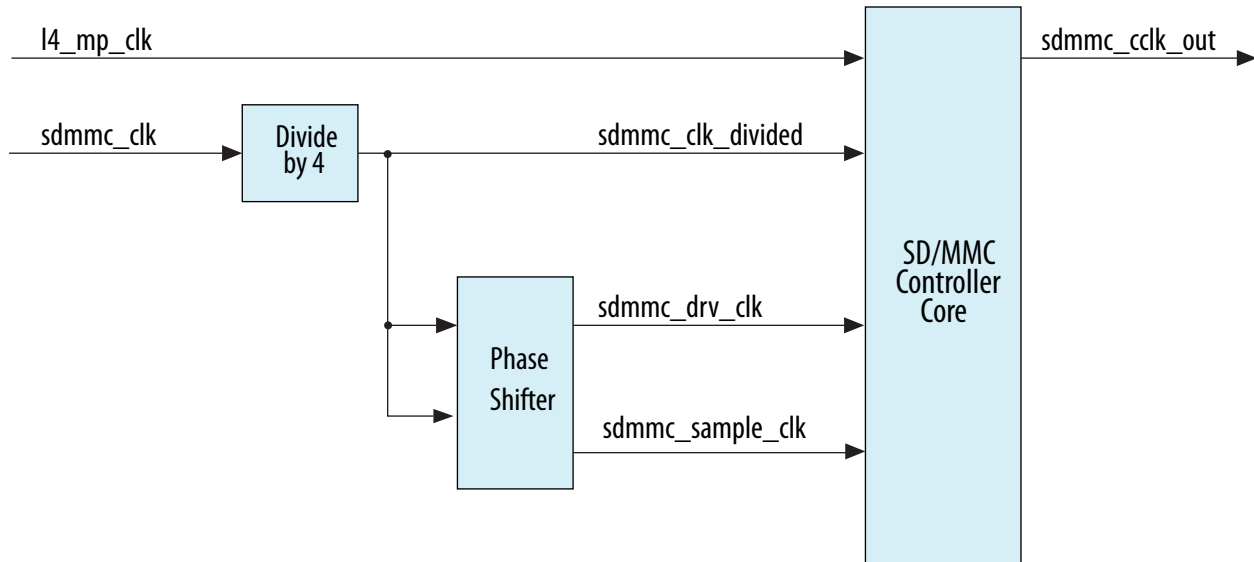 l4_mp_clk
sdmmc_cclk_out
sdmmc_clk
Divide
by 4
sdmmc_clk_divided
SD/MMC
Controller
Core
sdmmc_drv_clk
Phase
Shifter
sdmmc_sample_clk